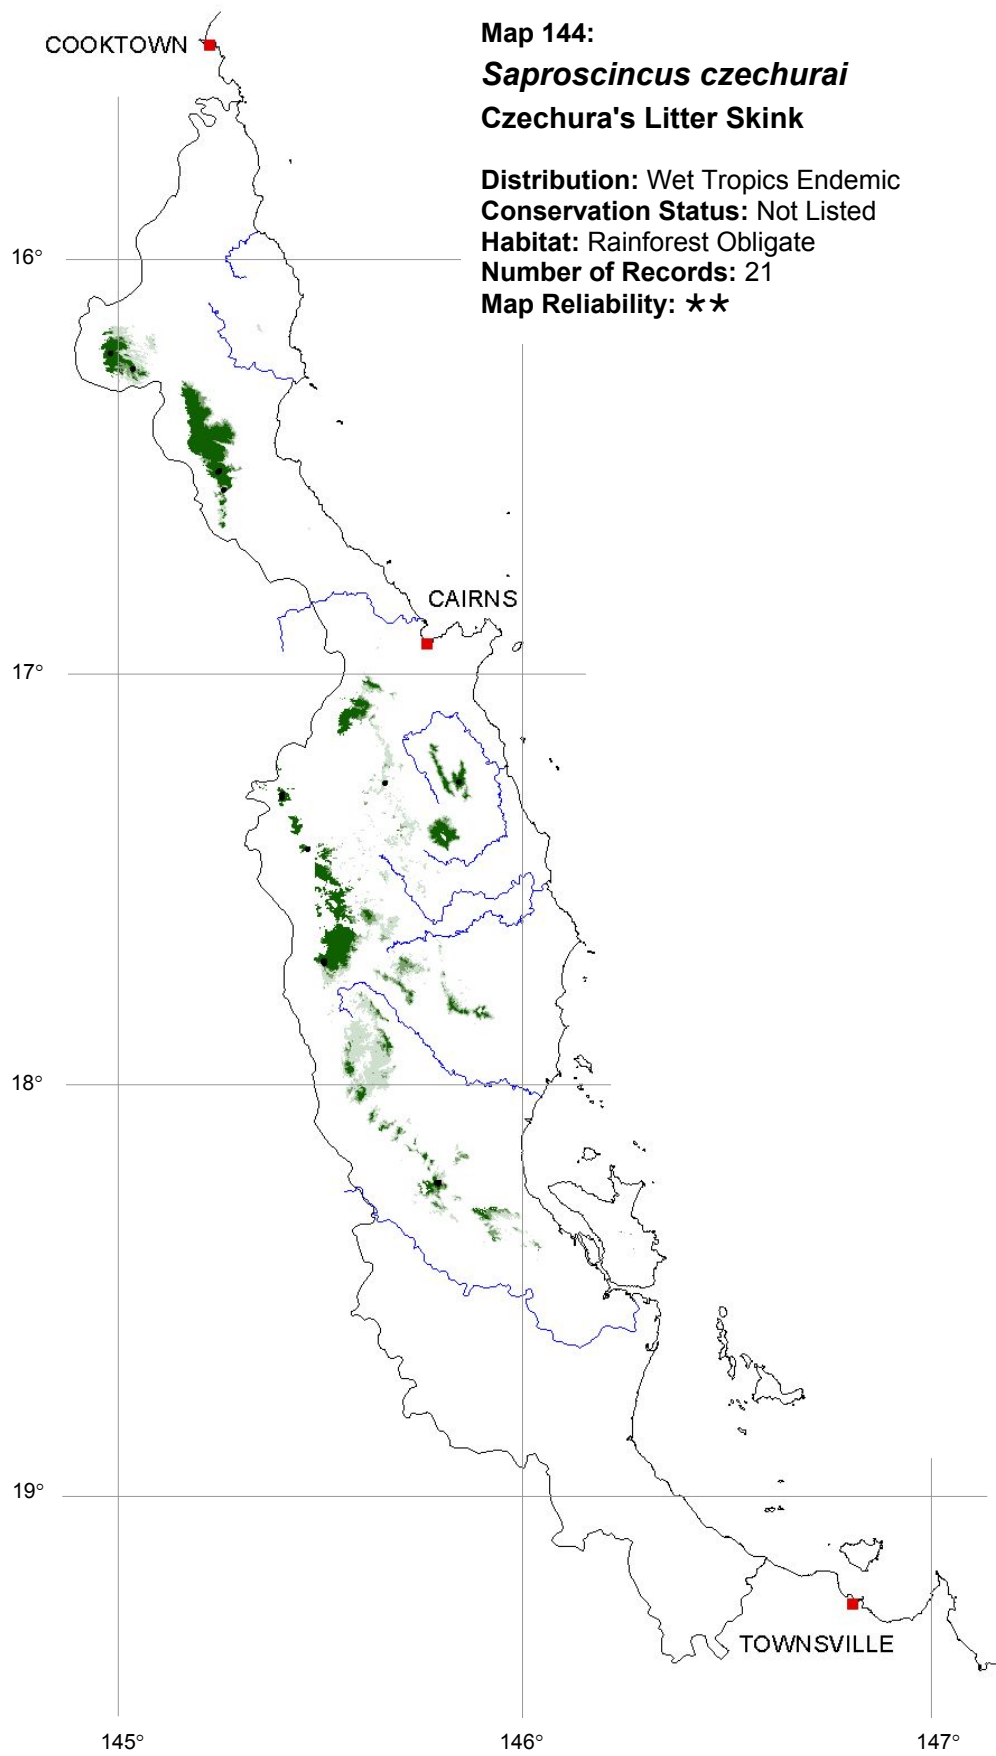 COOKTOWN
Map 144:
Saproscincus czechurai
Czechura's Litter Skink
Distribution: Wet Tropics Endemic
Conservation Status: Not Listed
Habitat: Rainforest Obligate
Number of Records: 21
Map Reliability: **
16°
CAIRNS
17°
18°
19°
TOWNSVILLE
145°
146°
147°